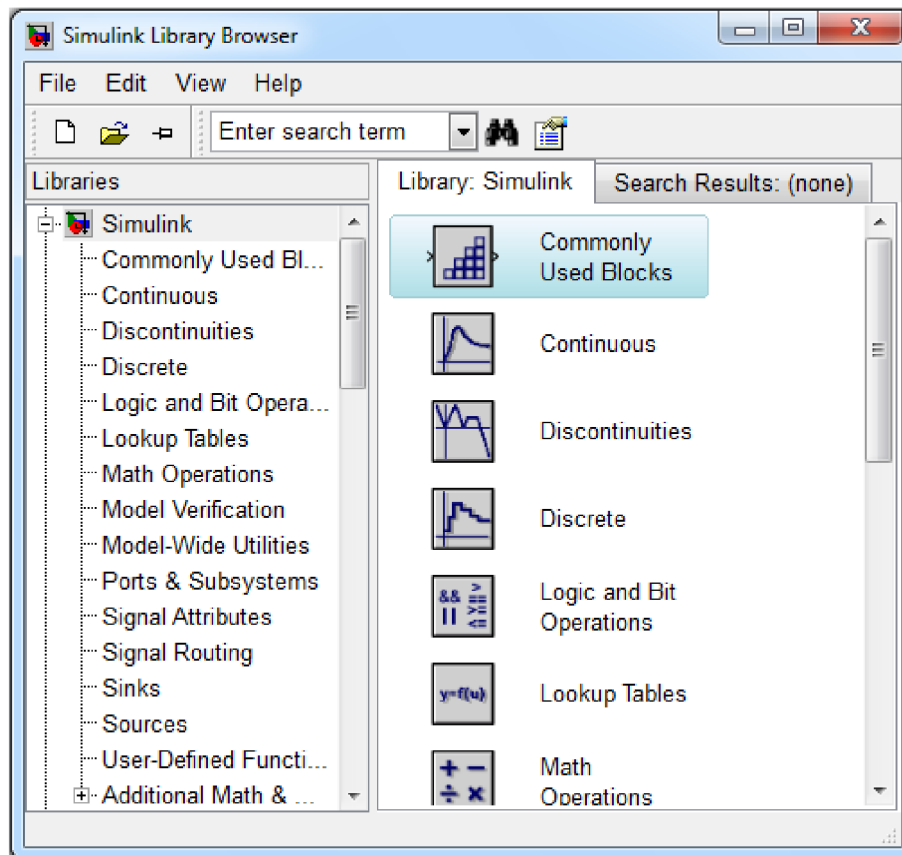 Simulink Library Browser
File Edit View Help
Enter search term
Libraries
Library: Simulink
Search Results: (none)
Simulink
Commonly Used Bl...
Continuous
Discontinuities
Discrete
Logic and Bit Opera...
Lookup Tables
Math Operations
Model Verification
Model-Wide Utilities
Ports & Subsystems
Signal Attributes
Signal Routing
Sinks
Sources
User-Defined Functi...
Additional Math & ...
Commonly
Used Blocks
Continuous
Discontinuities
Discrete
&& > == 
|| >= <=
Logic and Bit
Operations
y=f(u)
Lookup Tables
+ −
÷ ×
Math
Operations